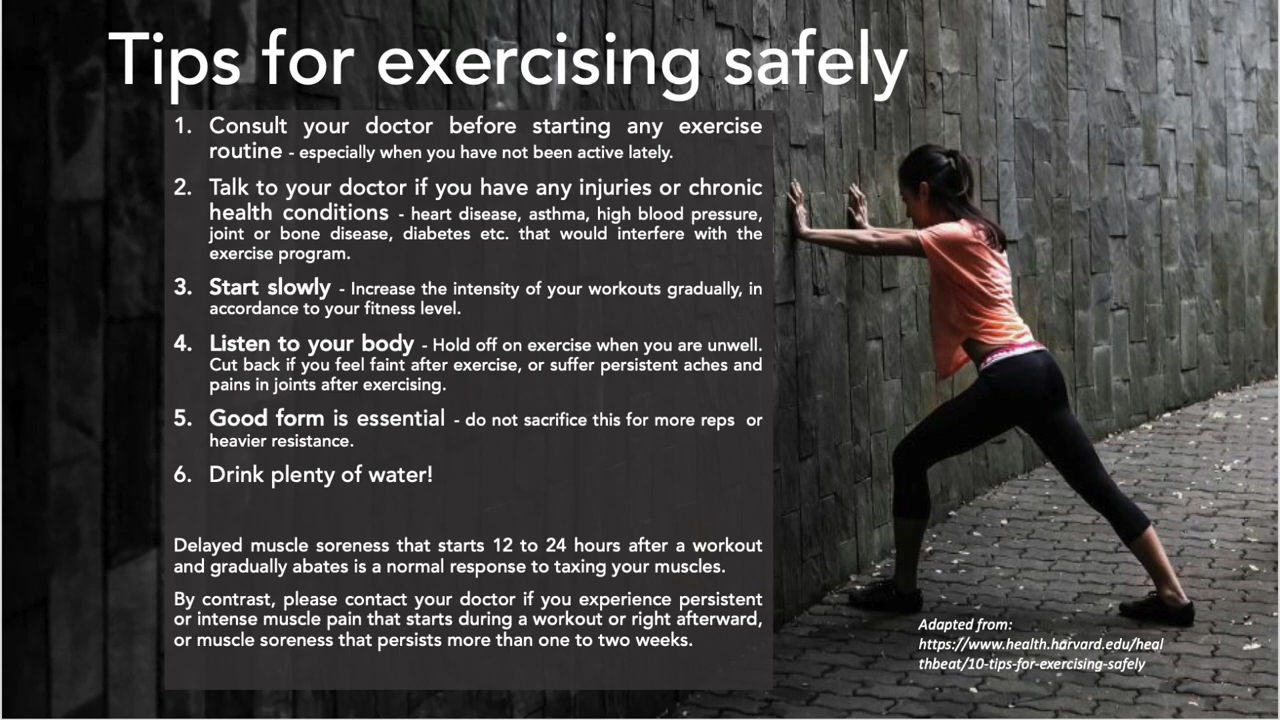 Tips for exercising safely
1. Consult your doctor before starting any exercise
routine - especially when you have not been active lately.
2. Talk to your doctor if you have any injuries or chronic
health conditions - heart disease, asthma, high blood pressure,
joint or bone disease, diabetes etc. that would interfere with the
exercise program.
3. Start slowly - Increase the intensity of your workouts gradually, in
accordance to your fitness level.
4. Listen to your body - Hold off on exercise when you are unwell.
Cut back if you feel faint after exercise, or suffer persistent aches and
pains in joints after exercising.
5. Good form is essential - do not sacrifice this for more reps  or
heavier resistance.
6. Drink plenty of water!
Delayed muscle soreness that starts 12 to 24 hours after a workout
and gradually abates is a normal response to taxing your muscles.
By contrast, please contact your doctor if you experience persistent
or intense muscle pain that starts during a workout or right afterward,
or muscle soreness that persists more than one to two weeks.
Adapted from:
https://www.health.harvard.edu/heal
thbeat/10-tips-for-exercising-safely